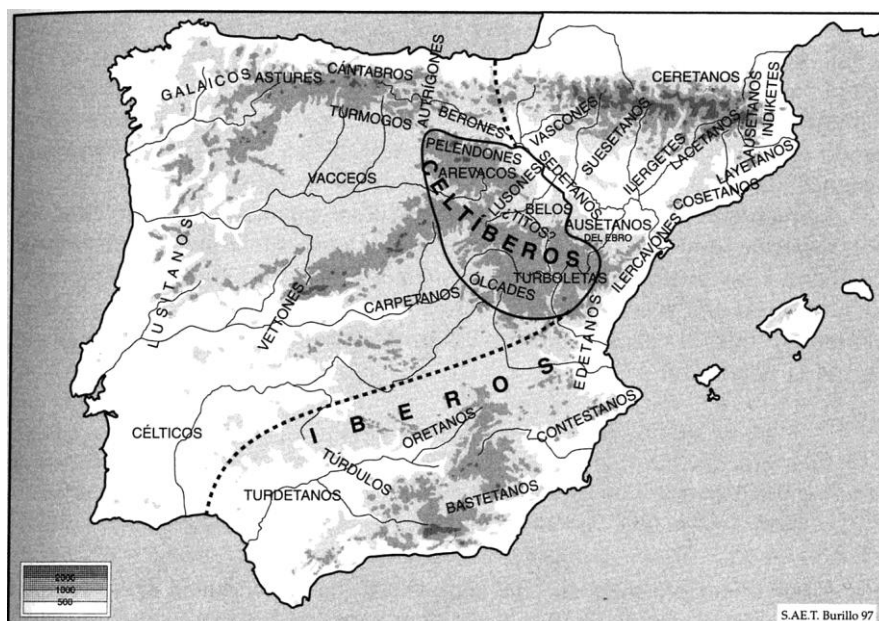 GALAICOS
ASTURES
CÁNTABROS
AUTRIGONES
TURMOGOS
BERONES
VACCEOS
VASCONES
SUESETANOS
CERETANOS
ILERGETES
LACETANOS
AUSETANOS
INDIKETES
LAYETANOS
COSETANOS
PELENDONES
AREVACOS
LUSONES
SEDETANOS
BELOS
¿TITOS?
CELTÍBEROS
AUSETANOS
DEL EBRO
ILERCAVONES
TURBOLETAS
ÓLCADES
LUSITANOS
VETTONES
CARPETANOS
EDETANOS
IBEROS
CÉLTICOS
ORETANOS
CONTESTANOS
TÚRDULOS
TURDETANOS
BASTETANOS
2000
1000
500
S.AE.T. Burillo 97